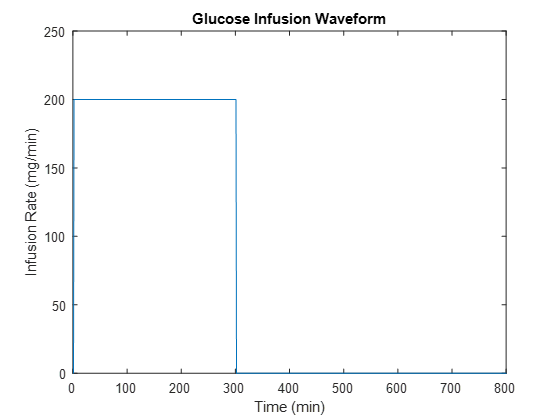 Glucose Infusion Waveform
250
200
150
100
50
0
Infusion Rate (mg/min)
0 100 200 300 400 500 600 700 800
Time (min)